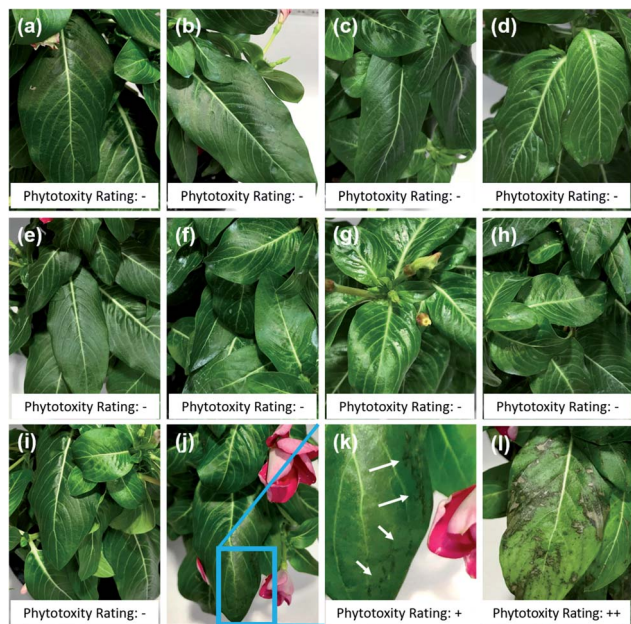 (a)
(b)
(c)
(d)
Phytotoxity Rating: -
Phytotoxity Rating: -
Phytotoxity Rating: -
Phytotoxity Rating: -
(e)
(f)
(g)
(h)
Phytotoxity Rating: -
Phytotoxity Rating: -
Phytotoxity Rating: -
Phytotoxity Rating: -
(i)
(j)
(k)
(l)
Phytotoxity Rating: -
Phytotoxity Rating: +
Phytotoxity Rating: ++